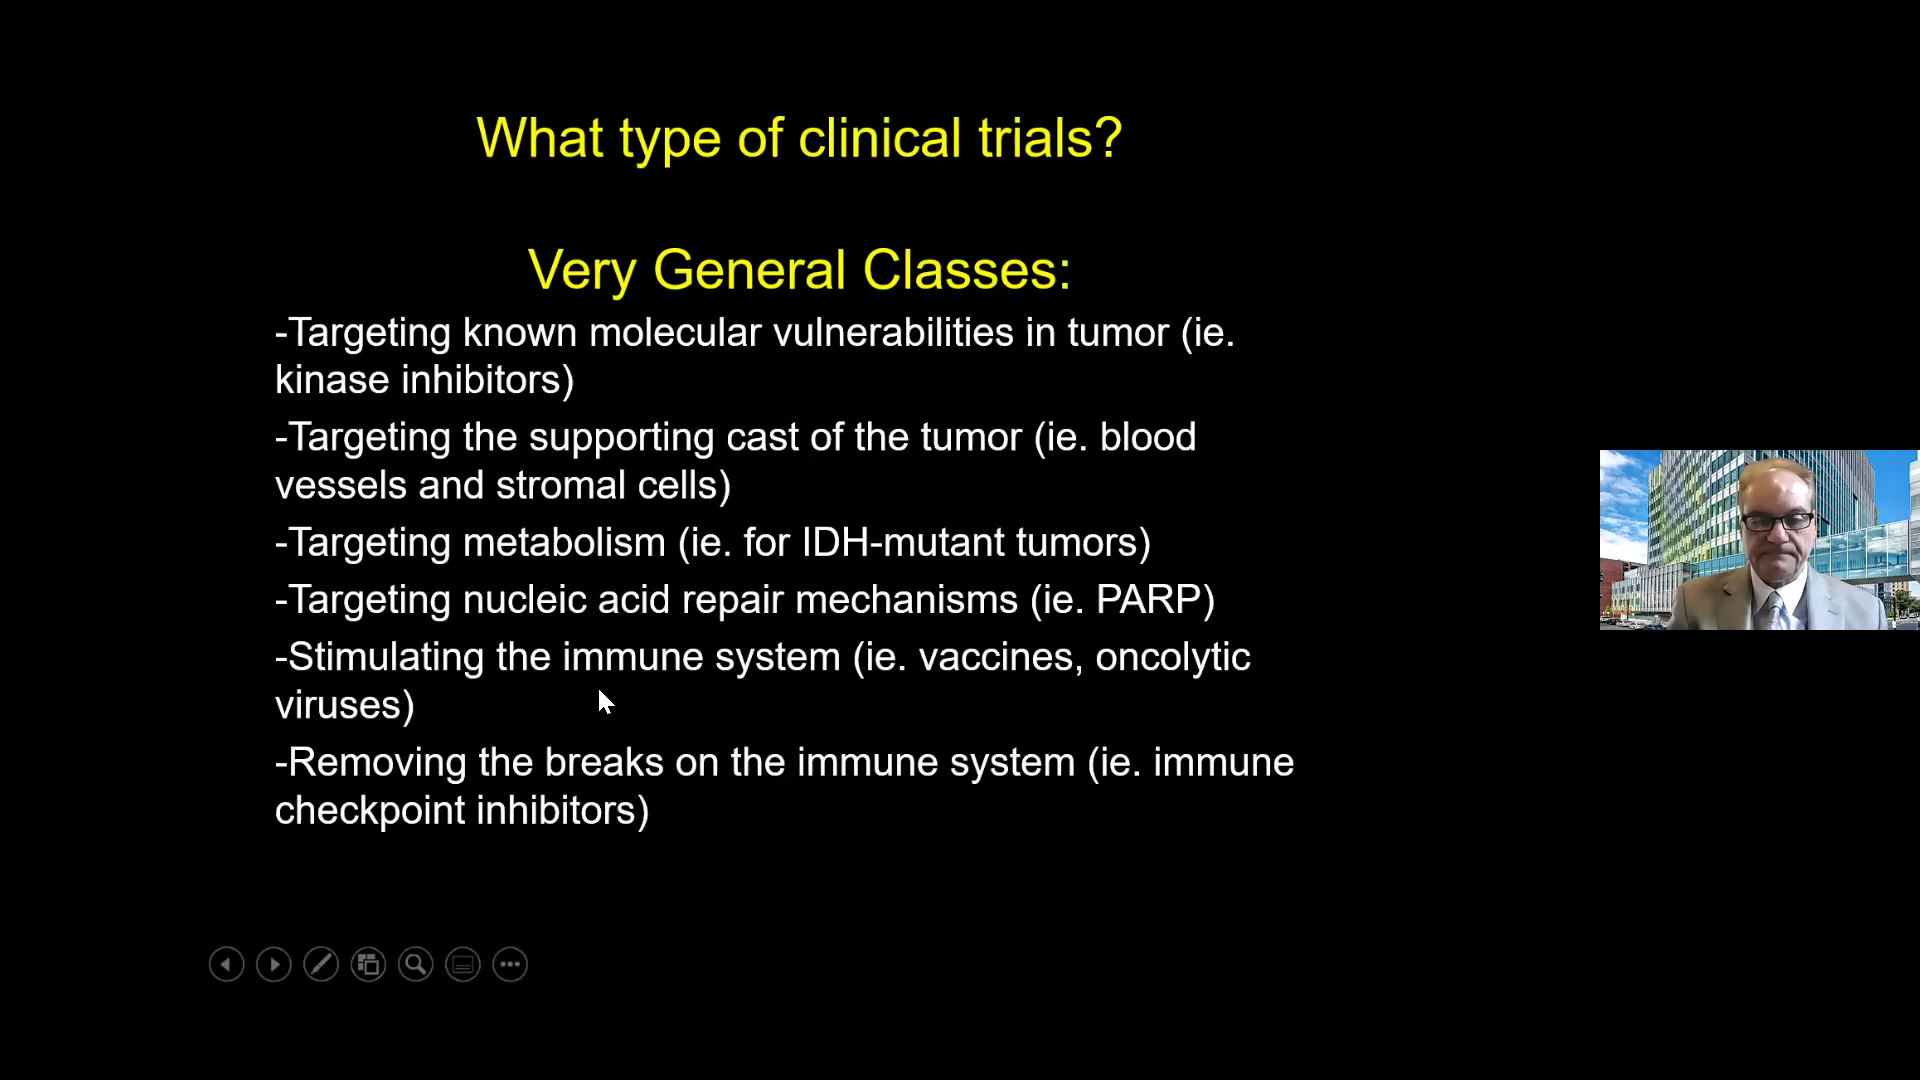 What type of clinical trials?
Very General Classes:
-Targeting known molecular vulnerabilities in tumor (ie.
kinase inhibitors)
-Targeting the supporting cast of the tumor (ie. blood
vessels and stromal cells)
-Targeting metabolism (ie. for IDH-mutant tumors)
-Targeting nucleic acid repair mechanisms (ie. PARP)
-Stimulating the immune system (ie. vaccines, oncolytic
viruses)
-Removing the breaks on the immune system (ie. immune
checkpoint inhibitors)